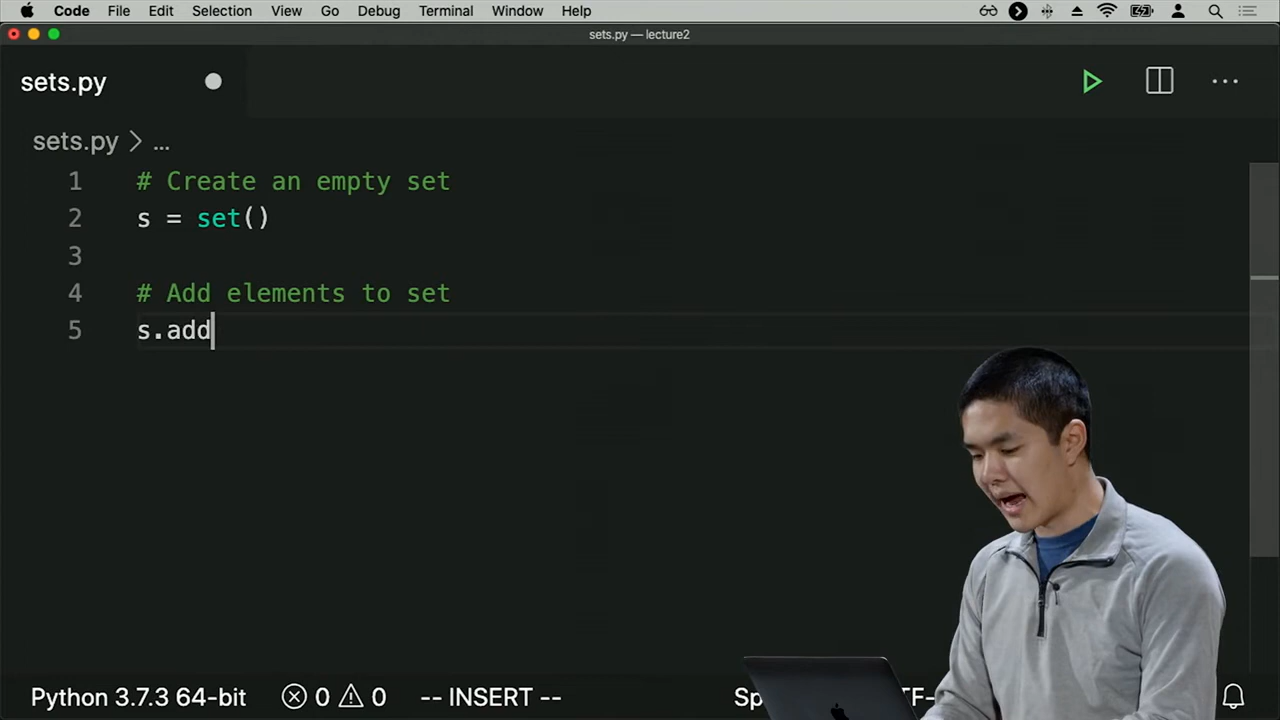 Code File Edit Selection View Go Debug Terminal Window Help
sets.py — lecture2
sets.py
sets.py > ...
1 # Create an empty set
2 s = set()
3
4 # Add elements to set
5 s.add
Python 3.7.3 64-bit 0 0 -- INSERT --